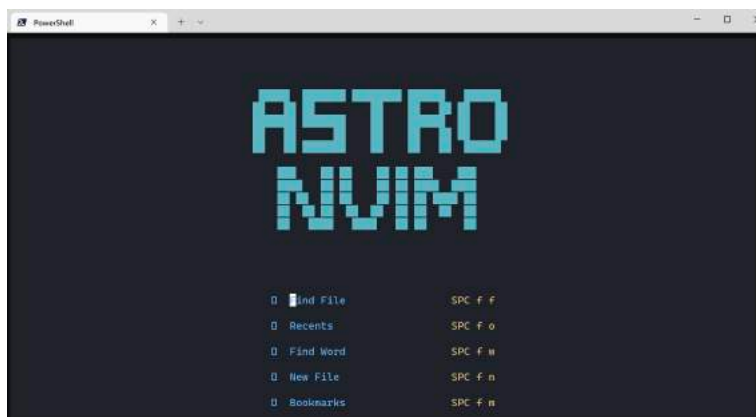 PowerShell
ASTRO
NVIM
Find File SPC f f
Recents SPC f o
Find Word SPC f w
New File SPC f n
Bookmarks SPC f m